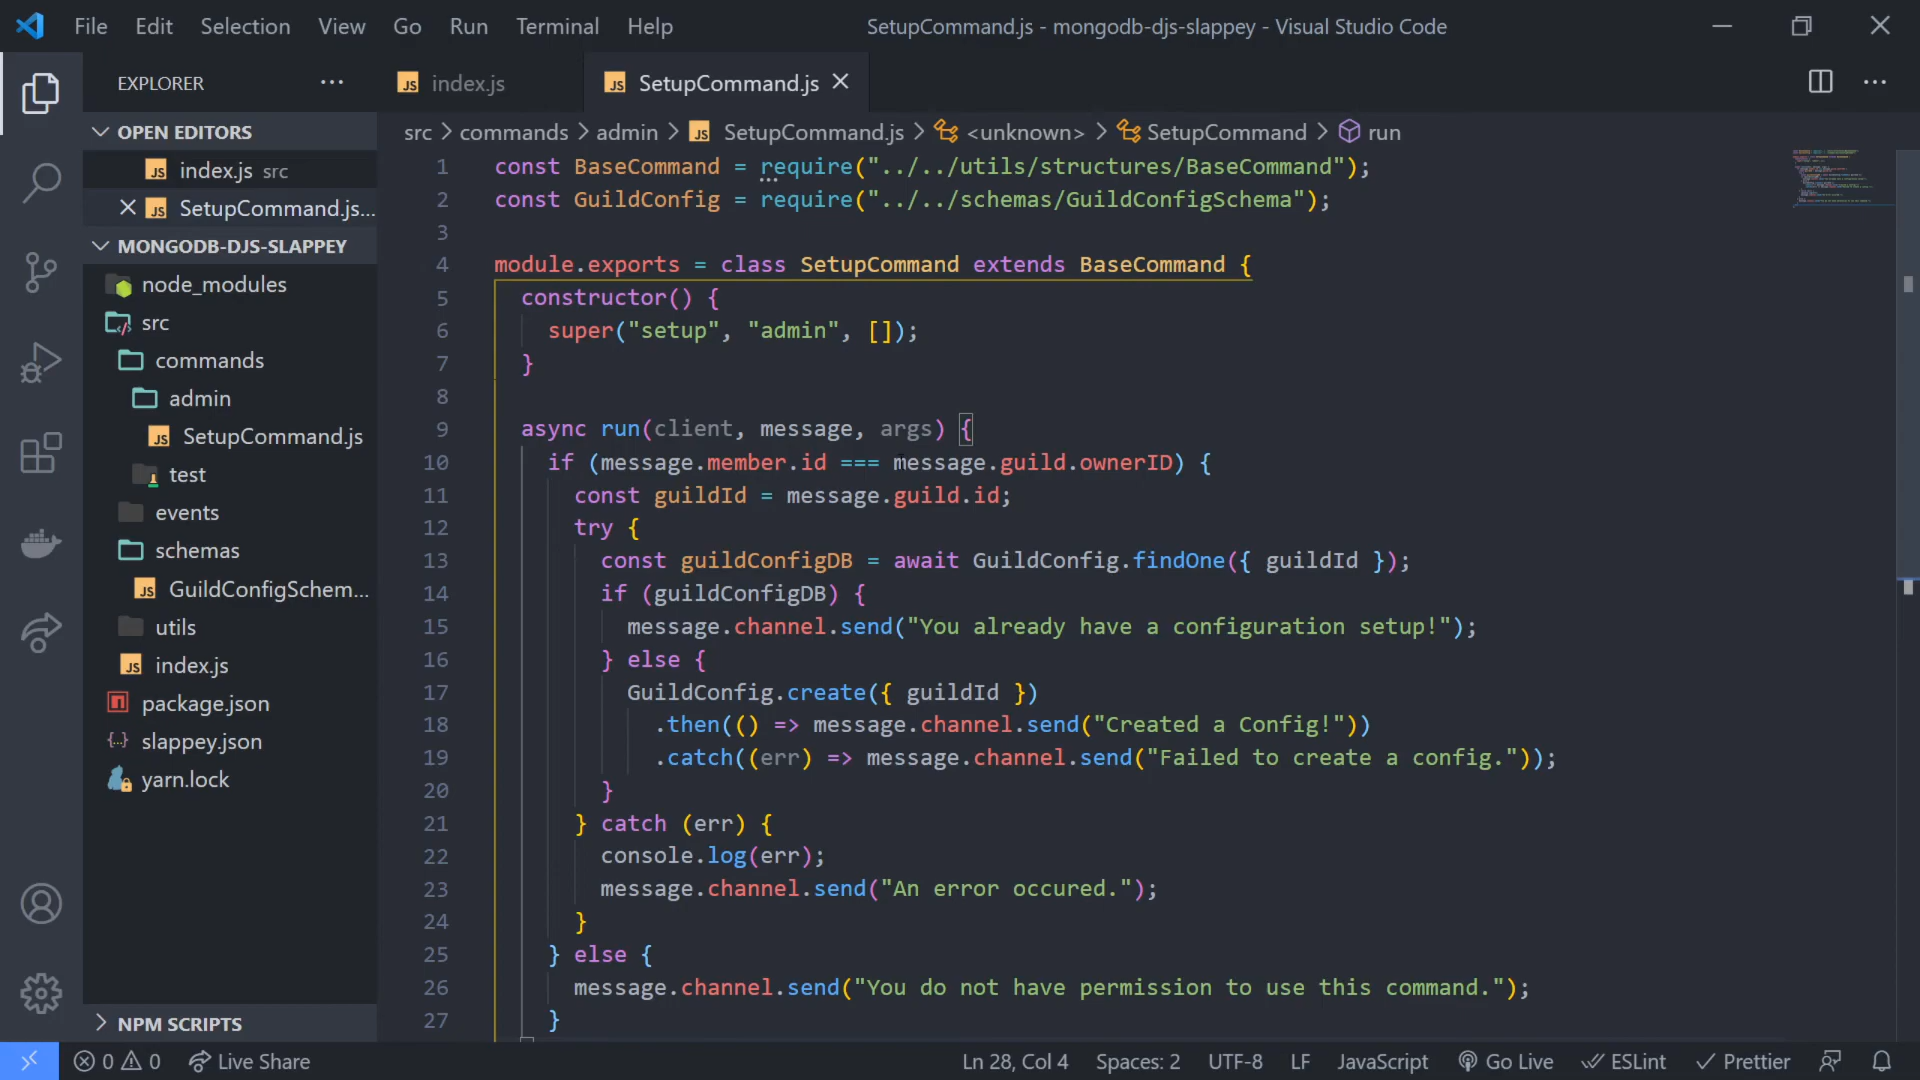 File Edit Selection View Go Run Terminal Help SetupCommand.js - mongodb-djs-slappey - Visual Studio Code
EXPLORER
JS index.js
JS SetupCommand.js
OPEN EDITORS
JS index.js src
JS SetupCommand.js...
MONGODB-DJS-SLAPPEY
node_modules
src
commands
admin
JS SetupCommand.js
test
events
schemas
JS GuildConfigSchem...
utils
JS index.js
package.json
slappey.json
yarn.lock
NPM SCRIPTS
src > commands > admin > JS SetupCommand.js > <unknown> > SetupCommand > run
1 const BaseCommand = require("../../utils/structures/BaseCommand");
2 const GuildConfig = require("../../schemas/GuildConfigSchema");
3
4 module.exports = class SetupCommand extends BaseCommand {
5 constructor() {
6 super("setup", "admin", []);
7 }
8
9 async run(client, message, args) {
10 if (message.member.id === message.guild.ownerID) {
11 const guildId = message.guild.id;
12 try {
13 const guildConfigDB = await GuildConfig.findOne({ guildId });
14 if (guildConfigDB) {
15 message.channel.send("You already have a configuration setup!");
16 } else {
17 GuildConfig.create({ guildId })
18 .then(() => message.channel.send("Created a Config!"))
19 .catch((err) => message.channel.send("Failed to create a config."));
20 }
21 } catch (err) {
22 console.log(err);
23 message.channel.send("An error occured.");
24 }
25 } else {
26 message.channel.send("You do not have permission to use this command.");
27 }
0 0 Live Share Ln 28, Col 4 Spaces: 2 UTF-8 LF JavaScript Go Live ESLint Prettier